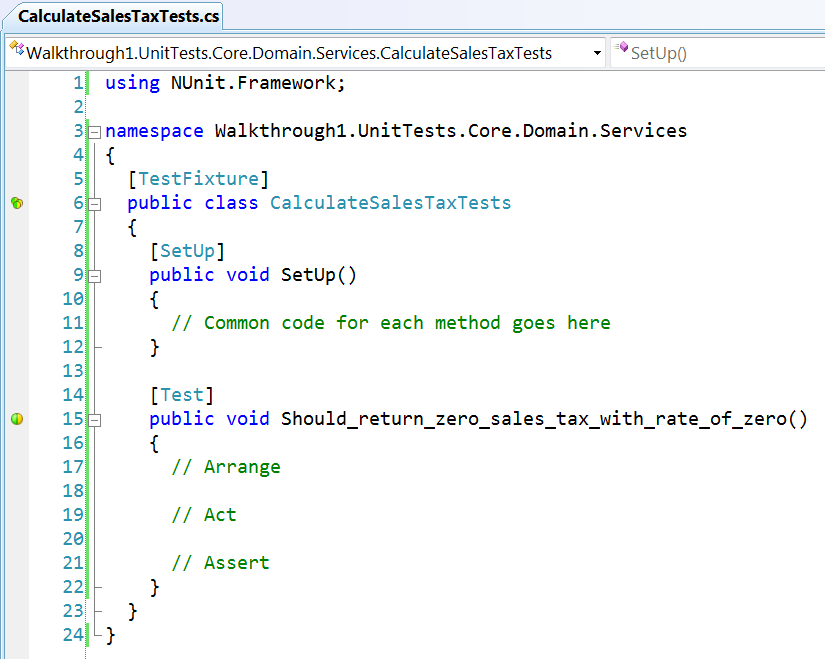 CalculateSalesTaxTests.cs
Walkthrough1.UnitTests.Core.Domain.Services.CalculateSalesTaxTests SetUp()
1 using NUnit.Framework;
2
3 namespace Walkthrough1.UnitTests.Core.Domain.Services
4 {
5 [TestFixture]
6 public class CalculateSalesTaxTests
7 {
8 [SetUp]
9 public void SetUp()
10 {
11 // Common code for each method goes here
12 }
13
14 [Test]
15 public void Should_return_zero_sales_tax_with_rate_of_zero()
16 {
17 // Arrange
18
19 // Act
20
21 // Assert
22 }
23 }
24 }